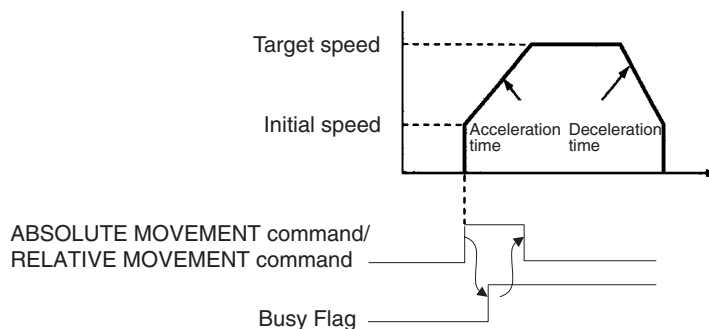 Target speed
Initial speed
Acceleration time
Deceleration time
ABSOLUTE MOVEMENT command/
RELATIVE MOVEMENT command
Busy Flag